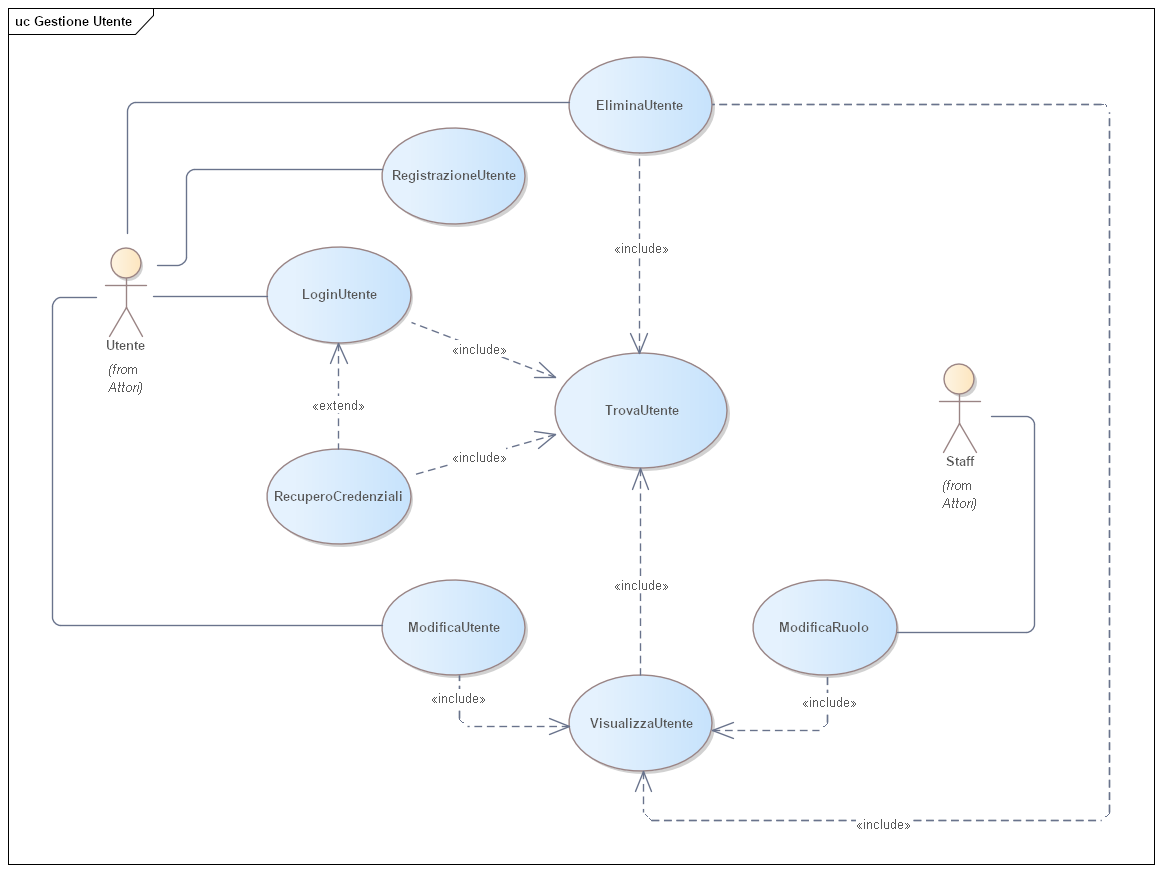 uc Gestione Utente
EliminaUtente
RegistrazioneUtente
«include»
LoginUtente
Utente
(from
Attori)
«include»
«extend»
TrovaUtente
«include»
Staff
(from
Attori)
RecuperoCredenziali
«include»
ModificaUtente
ModificaRuolo
«include»
«include»
VisualizzaUtente
«include»